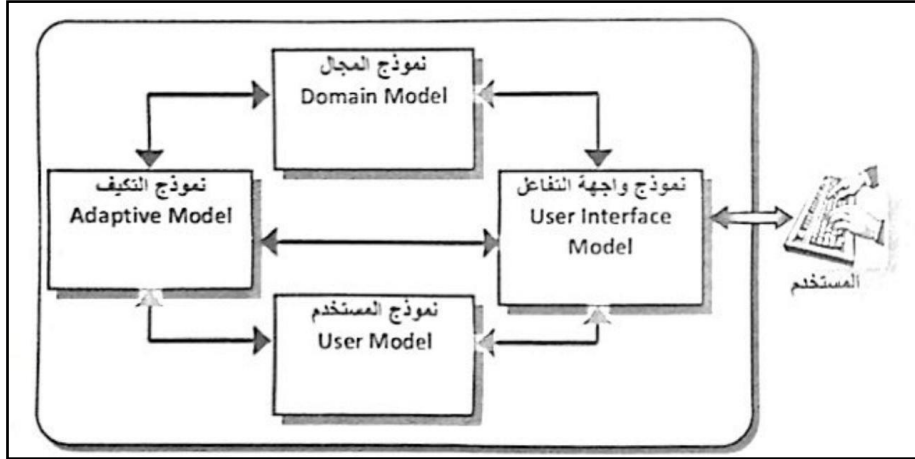 نموذج المجال
Domain Model
نموذج التكيف
Adaptive Model
نموذج واجهة التفاعل
User Interface
Model
المستخدم
نموذج المستخدم
User Model